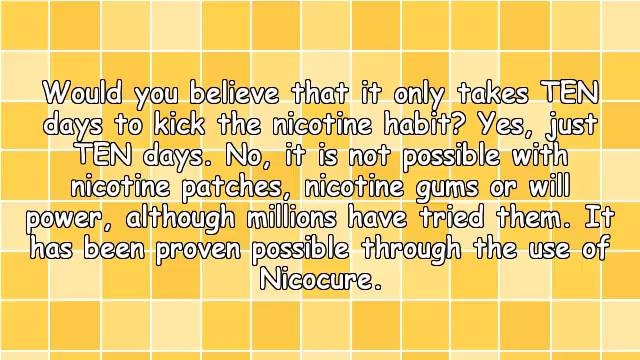 Would you believe that it only takes TEN
days to kick the nicotine habit? Yes, just
TEN days. No, it is not possible with
nicotine patches, nicotine gums or will
power, although millions have tried them. It
has been proven possible through the use of
Nicocure.